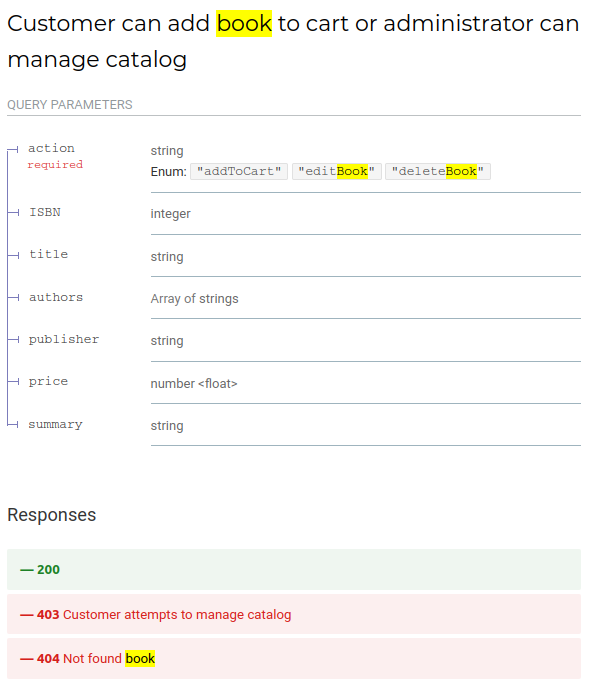 Customer can add book to cart or administrator can
manage catalog
QUERY PARAMETERS
action string
required Enum: "addToCart" "editBook" "deleteBook"
ISBN integer
title string
authors Array of strings
publisher string
price number <float>
summary string
Responses
— 200
— 403 Customer attempts to manage catalog
— 404 Not found book